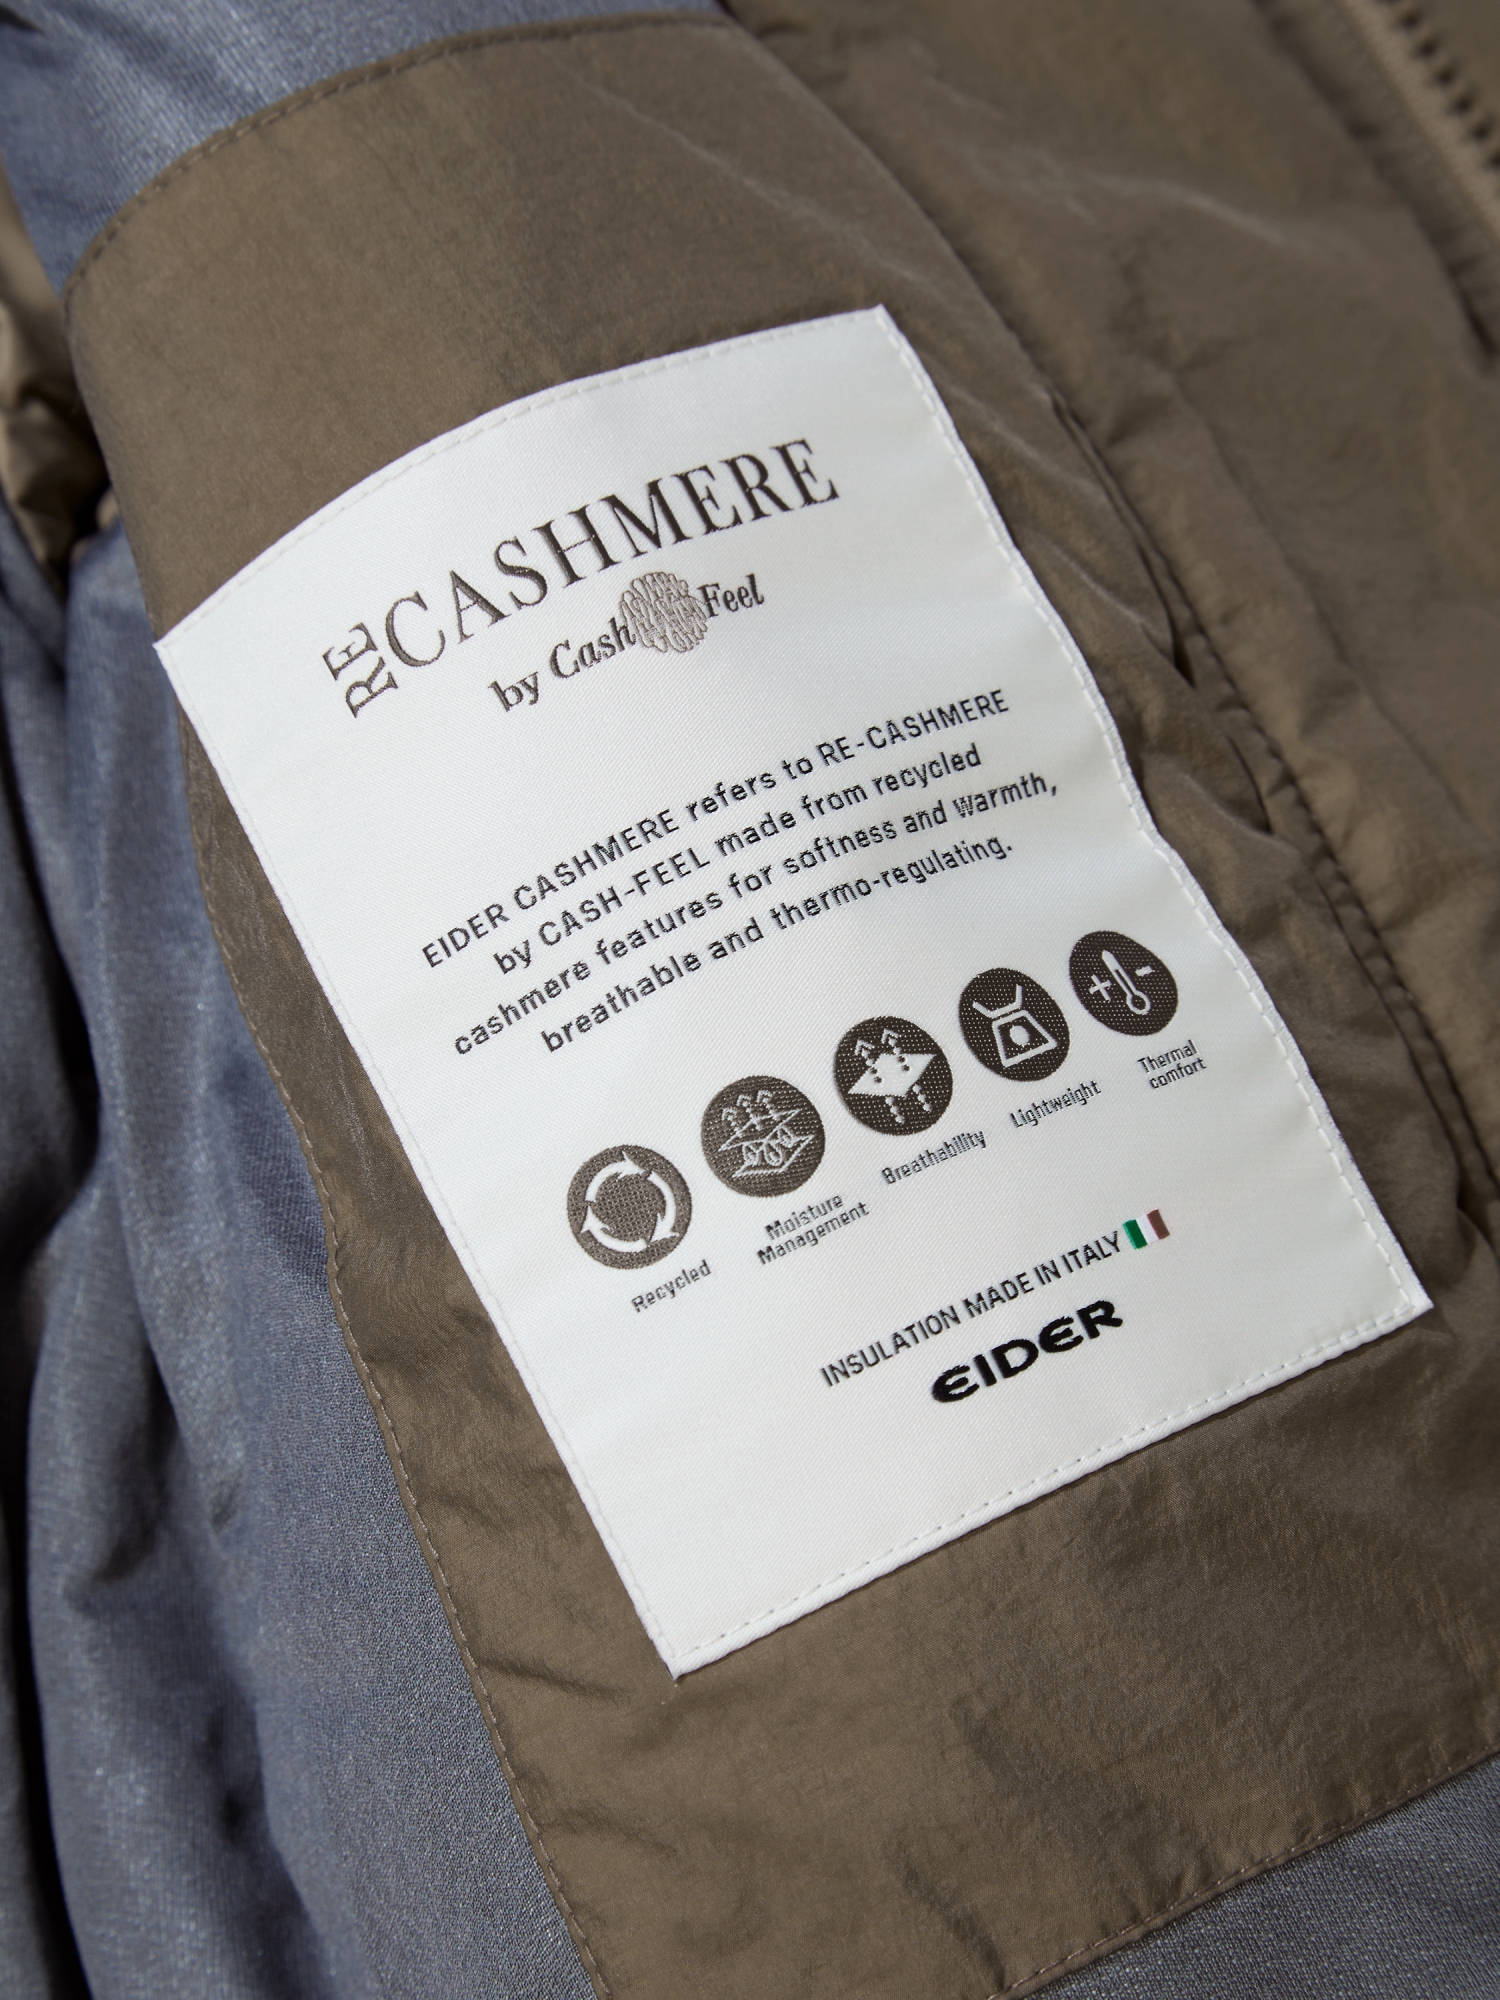 RE CASHMERE
by Cash Feel
EIDER CASHMERE refers to RE-CASHMERE
by CASH-FEEL made from recycled
cashmere features for softness and warmth,
breathable and thermo-regulating.
Recycled
Moisture
Management
Breathability
Lightweight
Thermal
comfort
INSULATION MADE IN ITALY
EIDER